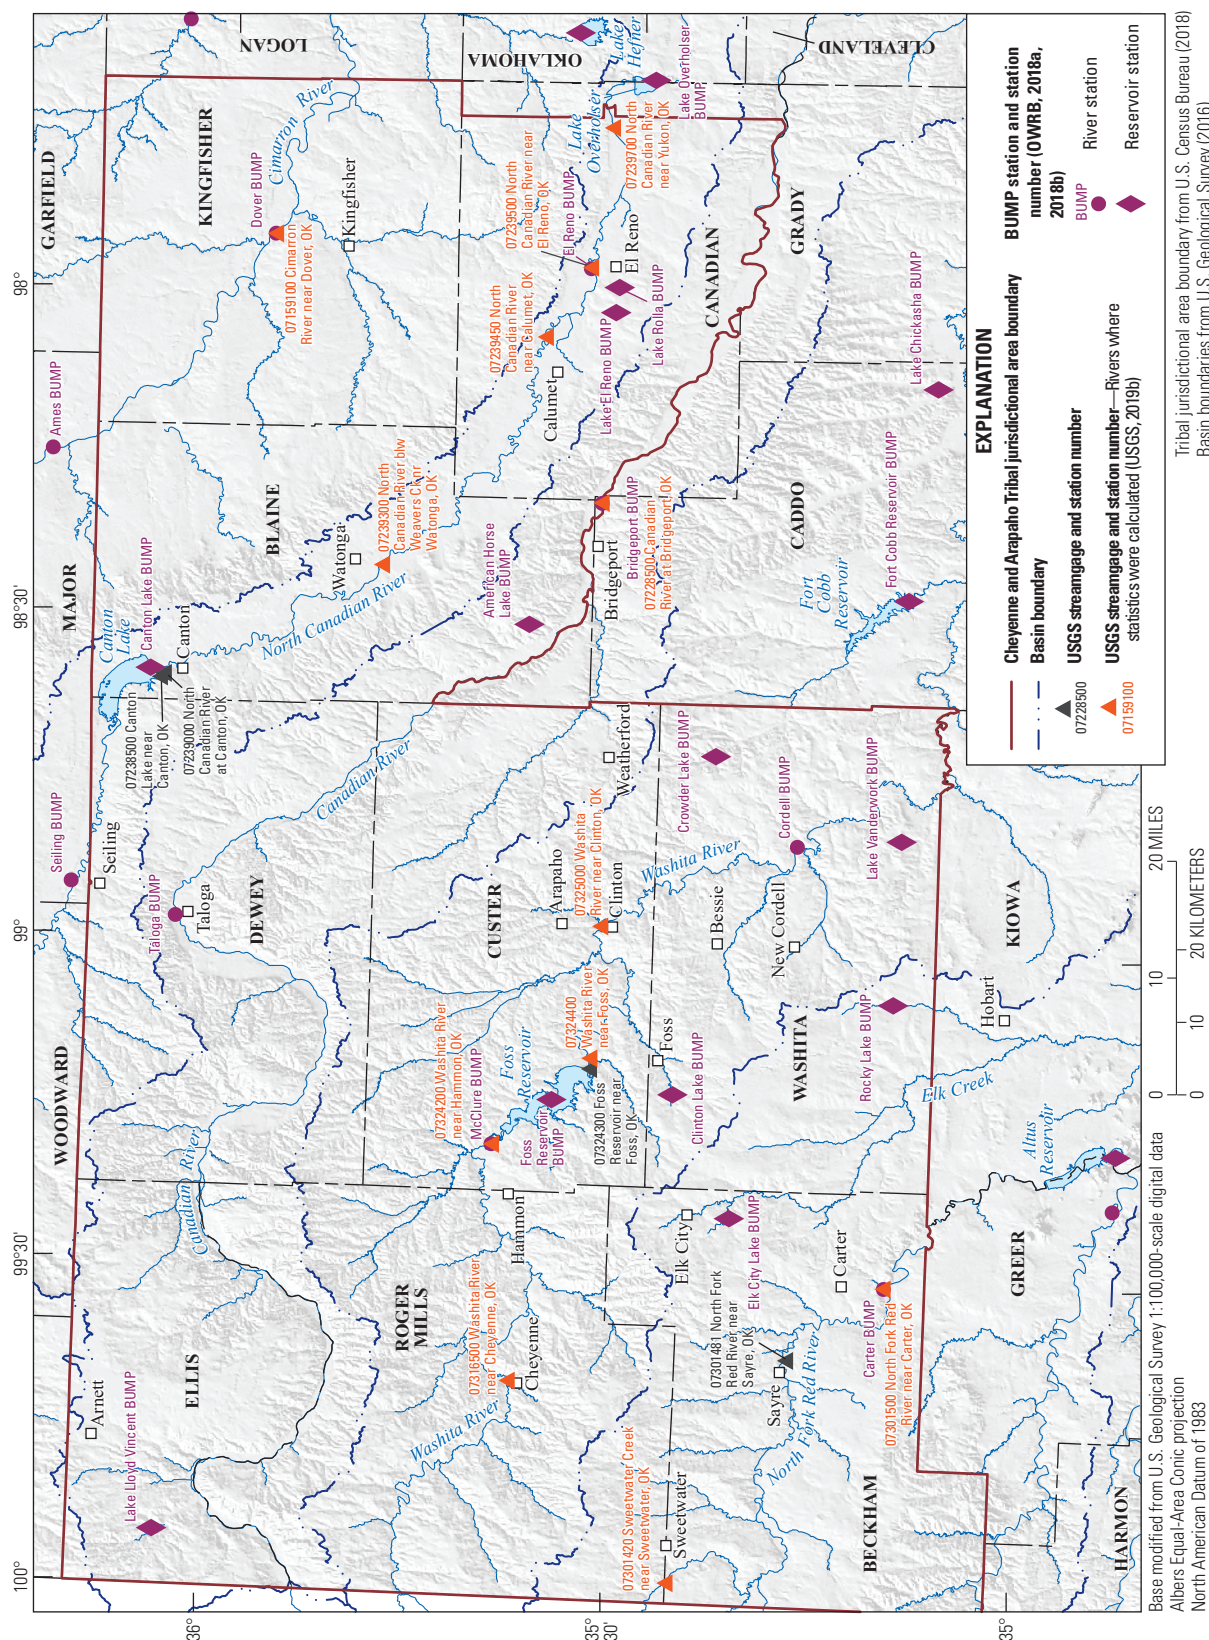 100°
99°30'
99°
98°30'
98°
36°
35°
30'
35°
WOODWARD
MAJOR
GARFIELD
Arnett
Lake Lloyd Vincent BUMP
ELLIS
Canadian River
Seiling BUMP
Seiling
Taloga BUMP
Taloga
DEWEY
Canadian River
Canton
Lake
Canton Lake BUMP
Canton
07238500 Canton
Lake near
Canton, OK
07239000 North
Canadian River
at Canton, OK
North Canadian River
Ames BUMP
BLAINE
Watonga
07239300 North
Canadian River blw
Weavers Ck nr
Watonga, OK
KINGFISHER
Cimarron
River
Dover BUMP
07159100 Cimarron
River near Dover, OK
Kingfisher
LOGAN
ROGER
MILLS
Washita River
07316500 Washita River
near Cheyenne, OK
Cheyenne
Hammon
07324200 Washita River
near Hammon, OK
McClure BUMP
Foss
Reservoir
Foss
Reservoir
BUMP
07324300 Foss
Reservoir near
Foss, OK
07324400
Washita River
near Foss, OK
CUSTER
Arapaho
07325000 Washita
River near Clinton, OK
Clinton
Weatherford
American Horse
Lake BUMP
Bridgeport
Bridgeport BUMP
07228500 Canadian
River at Bridgeport, OK
07239450 North
Canadian River
near Calumet, OK
Calumet
Lake El Reno BUMP
Lake Rolla BUMP
07239500 North
Canadian River near
El Reno, OK
El Reno BUMP
El Reno
Lake
Overholser
07239700 North
Canadian River
near Yukon, OK
OKLAHOMA
Lake
Hefner
Lake Overholser
BUMP
CLEVELAND
CANADIAN
GRADY
07301420 Sweetwater Creek
near Sweetwater, OK
Sweetwater
BECKHAM
North Fork Red River
Sayre
07301481 North Fork
Red River near
Sayre, OK
Elk City
Elk City Lake BUMP
Carter
Carter BUMP
07301500 North Fork Red
River near Carter, OK
Foss
Clinton Lake BUMP
WASHITA
Rocky Lake BUMP
Bessie
New Cordell
Washita River
Cordell BUMP
Crowder Lake BUMP
Lake Vanderwork BUMP
CADDO
Fort
Cobb
Reservoir
Fort Cobb Reservoir BUMP
Lake Chickasha BUMP
HARMON
GREER
Altus
Reservoir
Elk Creek
Hobart
KIOWA
EXPLANATION
Cheyenne and Arapaho Tribal jurisdictional area boundary
Basin boundary
07228500
USGS streamgage and station number
07159100
USGS streamgage and station number—Rivers where
statistics were calculated (USGS, 2019b)
BUMP station and station
number (OWRB, 2018a,
2018b)
BUMP
River station
Reservoir station
Base modified from U.S. Geological Survey 1:100,000-scale digital data
Albers Equal-Area Conic projection
North American Datum of 1983
0 10 20 MILES
0 10 20 KILOMETERS
Tribal jurisdictional area boundary from U.S. Census Bureau (2018)
Basin boundaries from U.S. Geological Survey (2016)